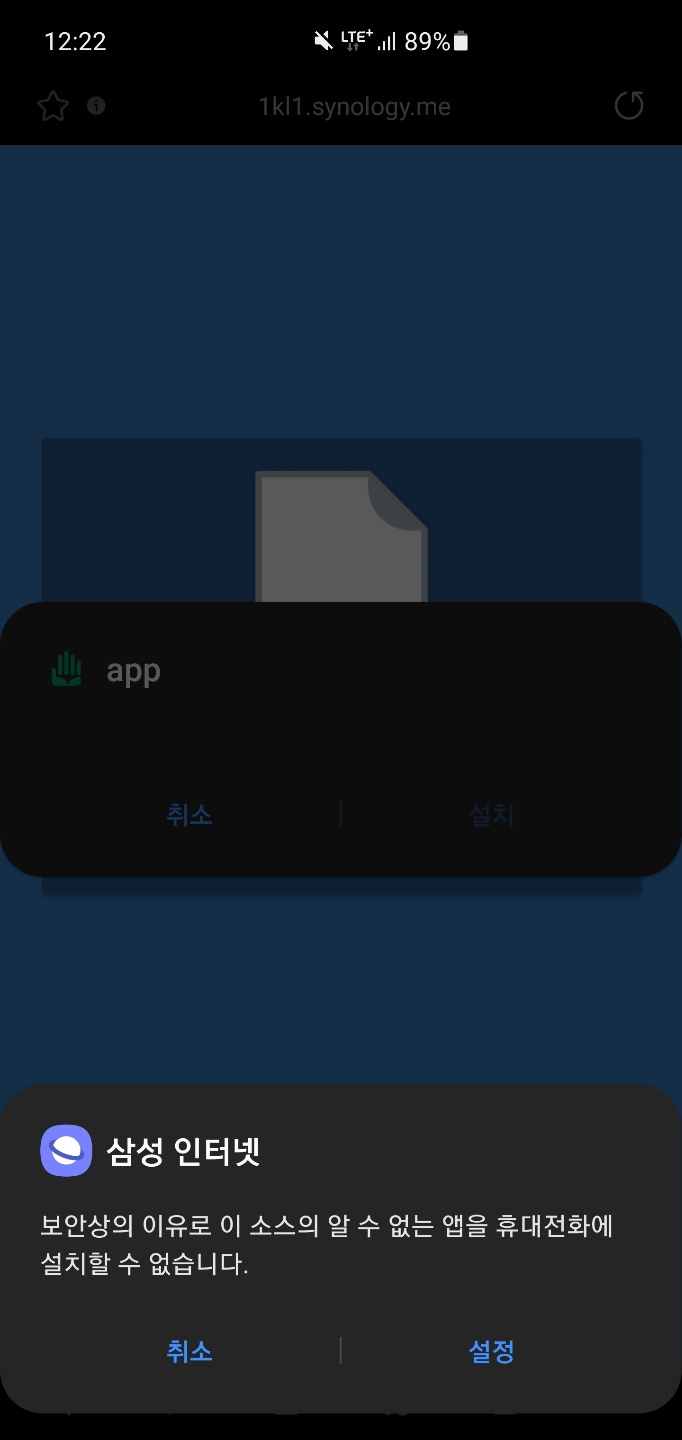 12:22
LTE+ 89%
1kl1.synology.me
app
취소
설치
삼성 인터넷
보안상의 이유로 이 소스의 알 수 없는 앱을 휴대전화에
설치할 수 없습니다.
취소
설정